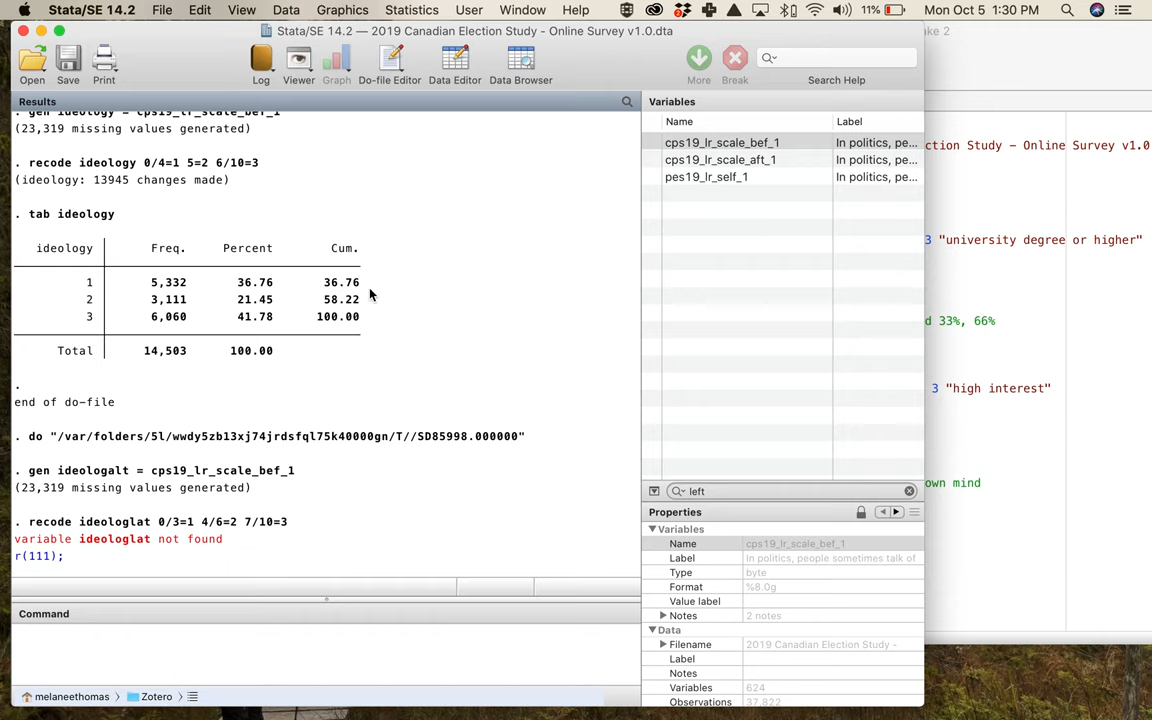 Stata/SE 14.2 File Edit View Data Graphics Statistics User Window Help 11% Mon Oct 5 1:30 PM
Stata/SE 14.2 — 2019 Canadian Election Study - Online Survey v1.0.dta
Open Save Print Log Viewer Graph Do-file Editor Data Editor Data Browser More Break Search Help
Results
. gen ideology = cps19_lr_scale_bef_1
(23,319 missing values generated)
. recode ideology 0/4=1 5=2 6/10=3
(ideology: 13945 changes made)
. tab ideology
ideology Freq. Percent Cum.
1 5,332 36.76 36.76
2 3,111 21.45 58.22
3 6,060 41.78 100.00
Total 14,503 100.00
.
end of do-file
. do "/var/folders/5l/wwdy5zb13xj74jrdsfql75k40000gn/T//SD85998.000000"
. gen ideologalt = cps19_lr_scale_bef_1
(23,319 missing values generated)
. recode ideologlat 0/3=1 4/6=2 7/10=3
variable ideologlat not found
r(111);
Command
melaneethomas > Zotero >
Variables
Name Label
cps19_lr_scale_bef_1 In politics, pe...
cps19_lr_scale_aft_1 In politics, pe...
pes19_lr_self_1 In politics, pe...
left
Properties
Variables
Name cps19_lr_scale_bef_1
Label In politics, people sometimes talk of
Type byte
Format %8.0g
Value label
Notes 2 notes
Data
Filename 2019 Canadian Election Study -
Label
Notes
Variables 624
Observations 37,822
ke 2
ction Study - Online Survey v1.0
3 "university degree or higher"
d 33%, 66%
3 "high interest"
own mind